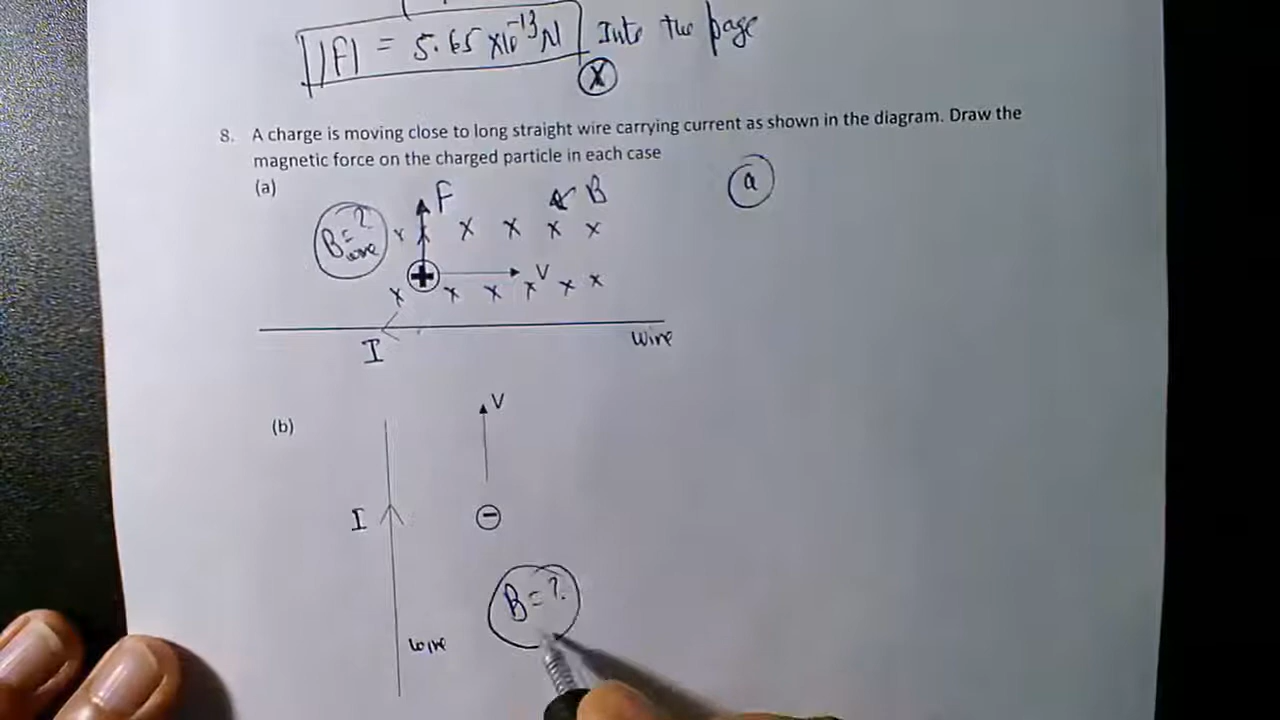 |F| = 5.65 x10^-13 N Into the page
X
8. A charge is moving close to long straight wire carrying current as shown in the diagram. Draw the
magnetic force on the charged particle in each case
(a)
a
F
B
B = ?
wire
x x x x x
+ V
x x x x x x
I
wire
(b)
V
I
−
B = ?
wire